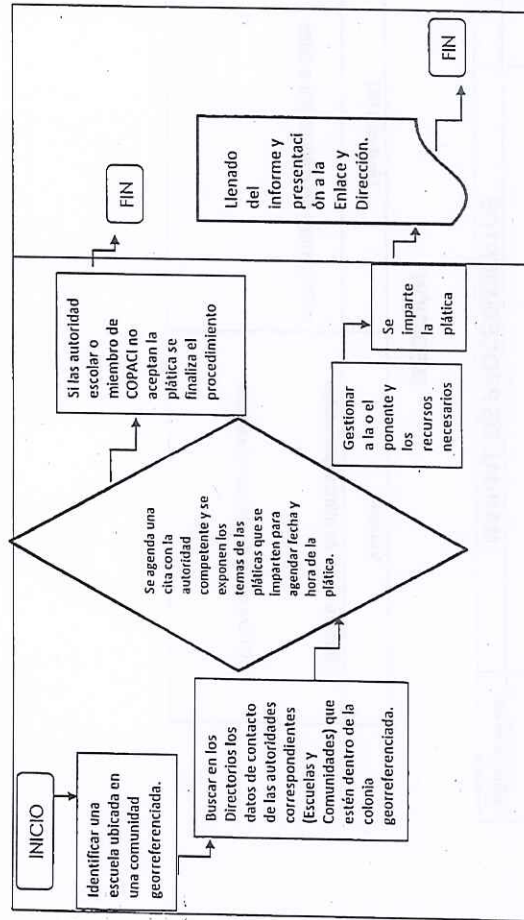 INICIO
Identificar una
escuela ubicada en
una comunidad
georreferenciada.
Buscar en los
Directorios los
datos de contacto
de las autoridades
correspondientes
(Escuelas y
Comunidades) que
estén dentro de la
colonia
georreferenciada.
Se agenda una
cita con la
autoridad
competente y se
exponen los
temas de las
pláticas que se
imparten para
agendar fecha y
hora de la
plática.
Si las autoridad
escolar o
miembro de
COPACI no
aceptan la
plática se
finaliza el
procedimiento
FIN
Gestionar
a la o el
ponente y
los
recursos
necesarios
Se
imparte
la
plática
Llenado
del
informe y
presentaci
ón a la
Enlace y
Dirección.
FIN